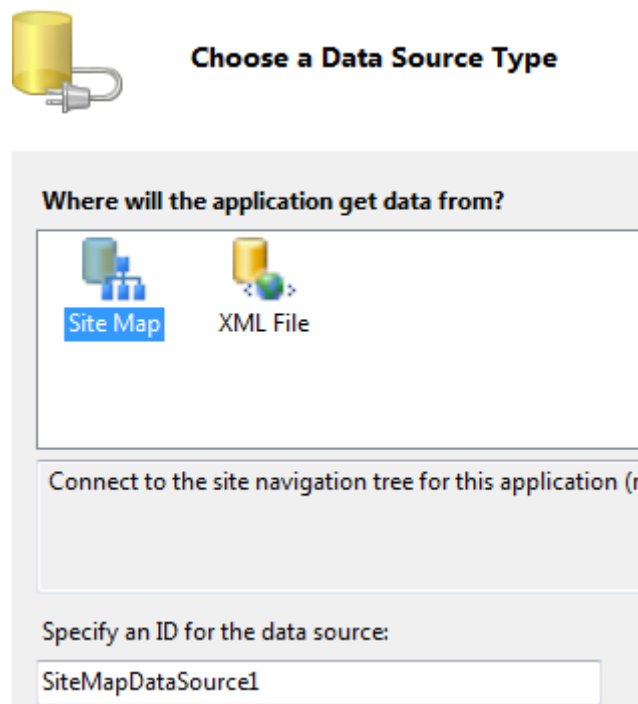 Choose a Data Source Type
Where will the application get data from?
Site Map XML File
Connect to the site navigation tree for this application (r
Specify an ID for the data source:
SiteMapDataSource1